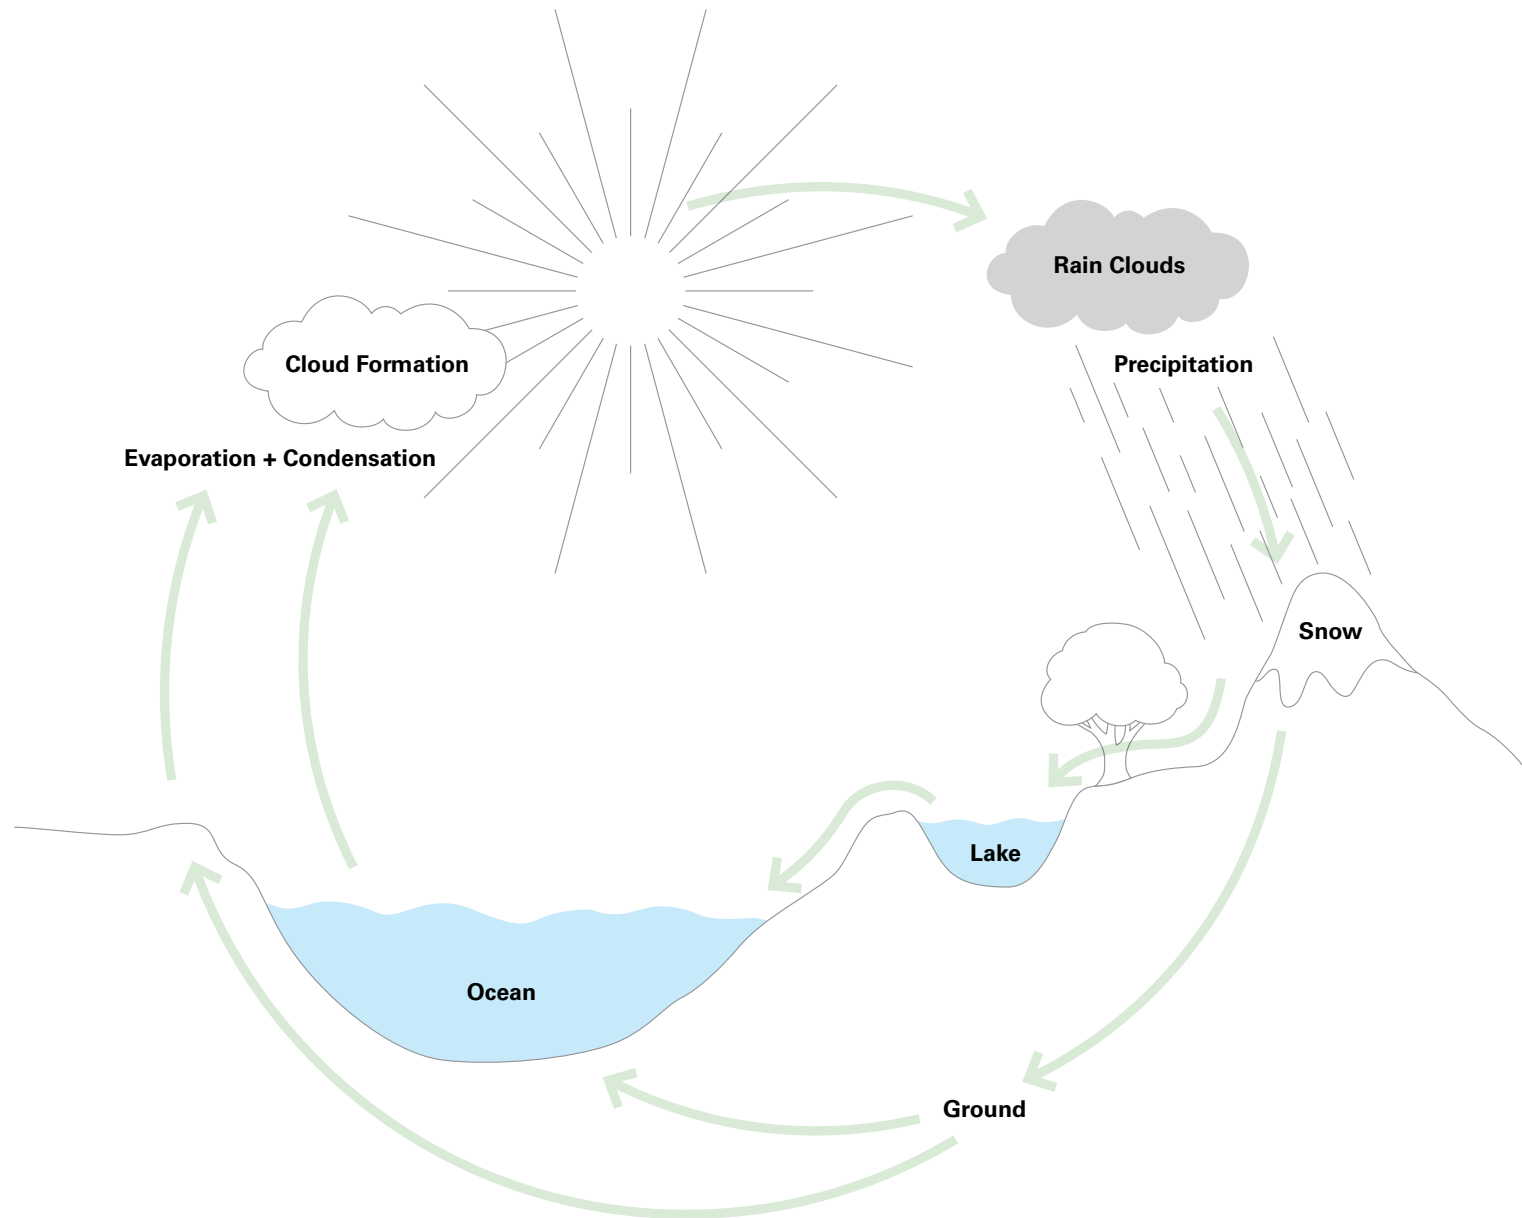 Rain Clouds
Cloud Formation
Precipitation
Evaporation + Condensation
Snow
Lake
Ocean
Ground